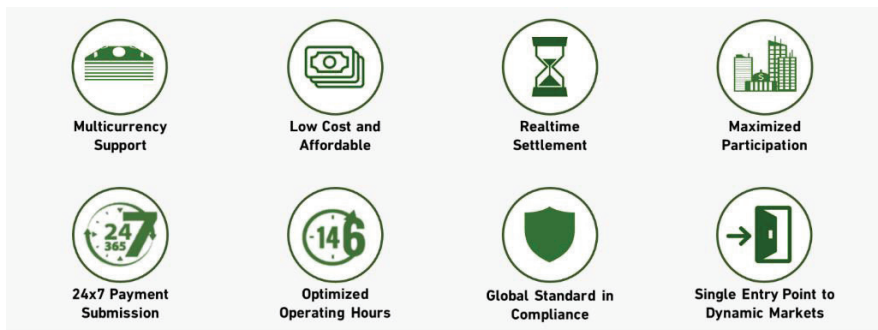 Multicurrency
Support
Low Cost and
Affordable
Realtime
Settlement
$
Maximized
Participation
24
365
7
24x7 Payment
Submission
14
6
Optimized
Operating Hours
Global Standard in
Compliance
Single Entry Point to
Dynamic Markets